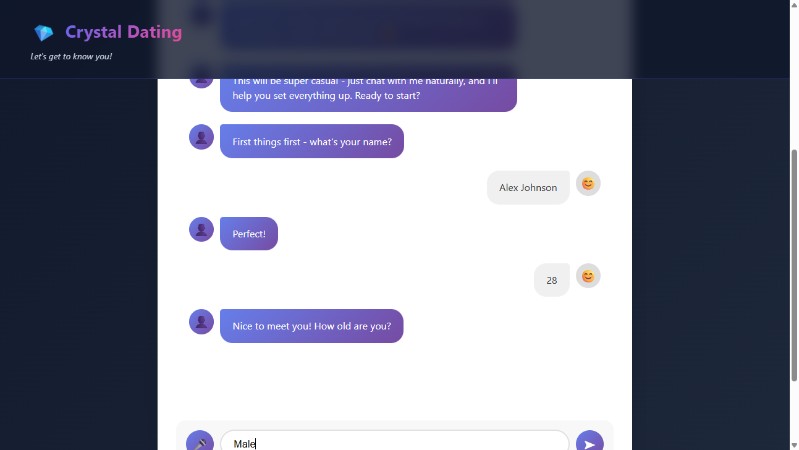 Crystal Dating
Let's get to know you!
This will be super casual - just chat with me naturally, and I'll
help you set everything up. Ready to start?
First things first - what's your name?
Alex Johnson
Perfect!
28
Nice to meet you! How old are you?
Male